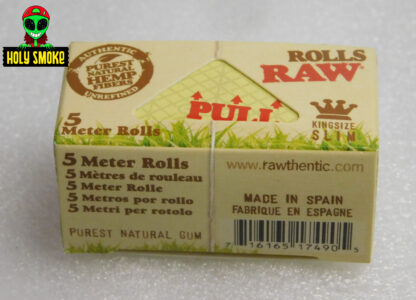 HOLY SMOKE
AUTHENTIC
PUREST
NATURAL
HEMP
FIBERS
UNREFINED
ROLLS
RAW
PULL
KINGSIZE
SLIM
5
Meter Rolls
5 Meter Rolls
5 Mètres de rouleau
5 Meter Rolle
5 Metros por rollo
5 Metri per rotolo
PUREST NATURAL GUM
www.rawthentic.com
MADE IN SPAIN
FABRIQUE EN ESPAGNE
7 16165 17490 5